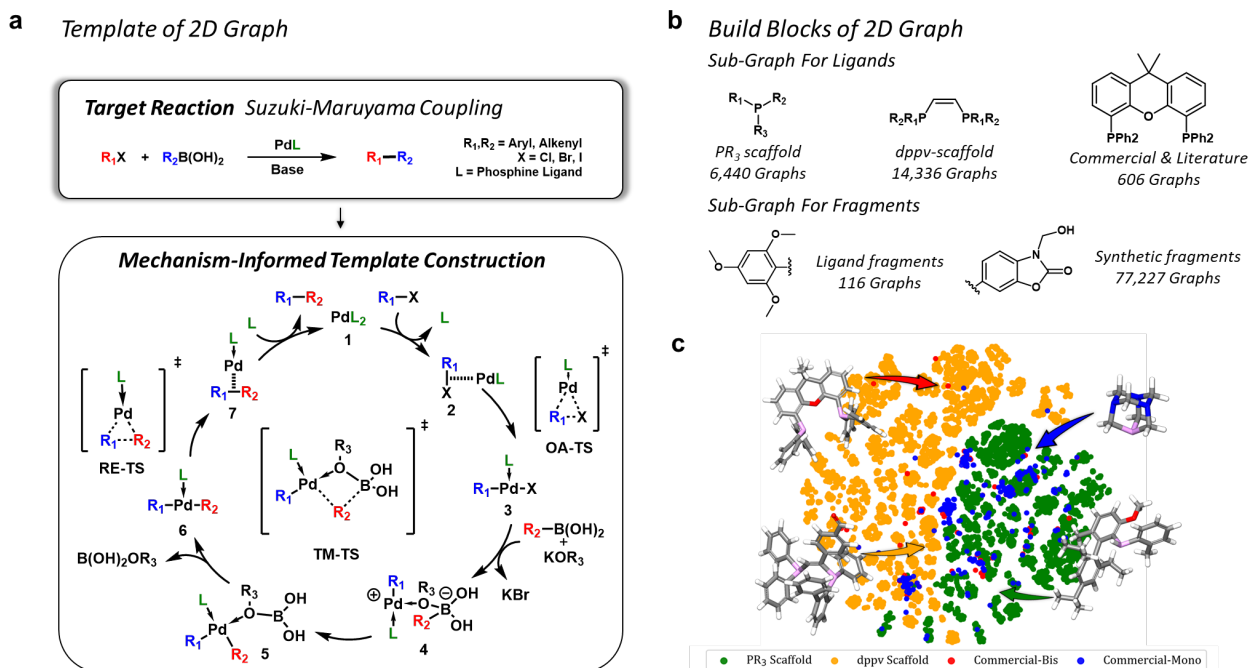 a
Template of 2D Graph
Target Reaction Suzuki-Maruyama Coupling
R1X + R2B(OH)2
PdL
Base
R1—R2
R1,R2 = Aryl, Alkenyl
X = Cl, Br, I
L = Phosphine Ligand
Mechanism-Informed Template Construction
R1—R2
R1—X
L
PdL2
L
1
L
Pd
R1 R2
7
R1
X
PdL
2
‡
L
Pd
R1 X
OA-TS
‡
L
Pd
R1 R2
RE-TS
‡
R3
L
O
OH
Pd
B
OH
R1
R2
TM-TS
L
R1—Pd—X
3
L
R1—Pd—R2
6
R2—B(OH)2
+
KOR3
KBr
B(OH)2OR3
R1
⊕
Pd
L
R3
O
⊖
B
OH
OH
R2
4
R3
L
O
B
OH
OH
Pd
R1
R2
5
b
Build Blocks of 2D Graph
Sub-Graph For Ligands
R1
P
R2
R3
PR3 scaffold
6,440 Graphs
R2R1P
PR1R2
dppv-scaffold
14,336 Graphs
O
PPh2
PPh2
Commercial & Literature
606 Graphs
Sub-Graph For Fragments
O
O
O
Ligand fragments
116 Graphs
OH
N
O
O
Synthetic fragments
77,227 Graphs
c
PR3 Scaffold
dppv Scaffold
Commercial-Bis
Commercial-Mono